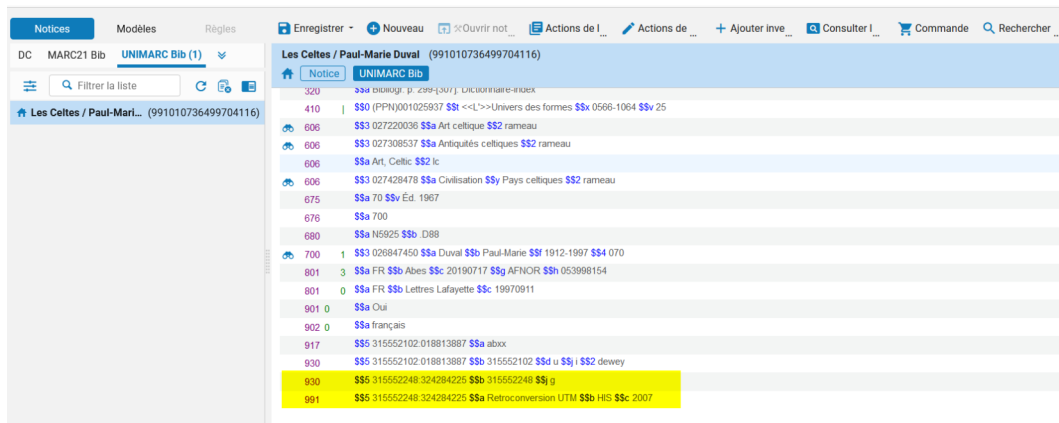 Notices Modèles Règles Enregistrer Nouveau Ouvrir not... Actions de l... Actions de ... Ajouter inve... Consulter l... Commande Rechercher...
DC MARC21 Bib UNIMARC Bib (1)
Les Celtes / Paul-Marie Duval (991010736499704116)
Notice UNIMARC Bib
Filtrer la liste
Les Celtes / Paul-Mari... (991010736499704116)
320 $$a Bibliogr. p. 299-[307]. Dictionnaire-index
410 | $$0 (PPN)001025937 $$t <<L'>>Univers des formes $$x 0566-1064 $$v 25
606 $$3 027220036 $$a Art celtique $$2 rameau
606 $$3 027308537 $$a Antiquités celtiques $$2 rameau
606 $$a Art, Celtic $$2 lc
606 $$3 027428478 $$a Civilisation $$y Pays celtiques $$2 rameau
675 $$a 70 $$v Éd. 1967
676 $$a 700
680 $$a N5925 $$b .D88
700 1 $$3 026847450 $$a Duval $$b Paul-Marie $$f 1912-1997 $$4 070
801 3 $$a FR $$b Abes $$c 20190717 $$g AFNOR $$h 053998154
801 0 $$a FR $$b Lettres Lafayette $$c 19970911
901 0 $$a Oui
902 0 $$a français
917 $$5 315552102:018813887 $$a abxx
930 $$5 315552102:018813887 $$b 315552102 $$d u $$j i $$2 dewey
930 $$5 315552248:324284225 $$b 315552248 $$j g
991 $$5 315552248:324284225 $$a Retroconversion UTM $$b HIS $$c 2007